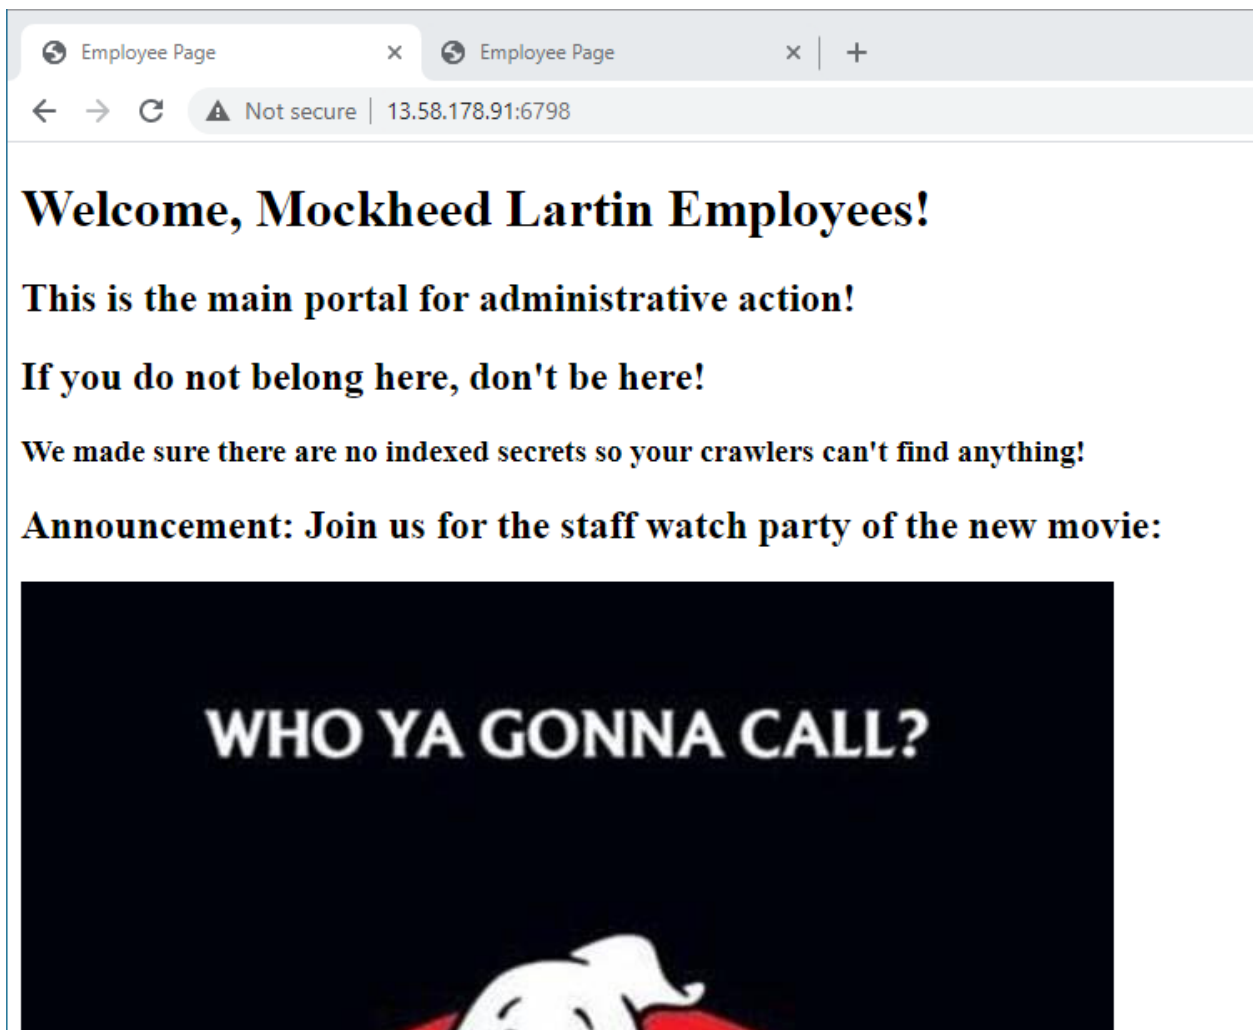 Employee Page
Employee Page
Not secure 13.58.178.91:6798
Welcome, Mockheed Lartin Employees!
This is the main portal for administrative action!
If you do not belong here, don't be here!
We made sure there are no indexed secrets so your crawlers can't find anything!
Announcement: Join us for the staff watch party of the new movie:
WHO YA GONNA CALL?